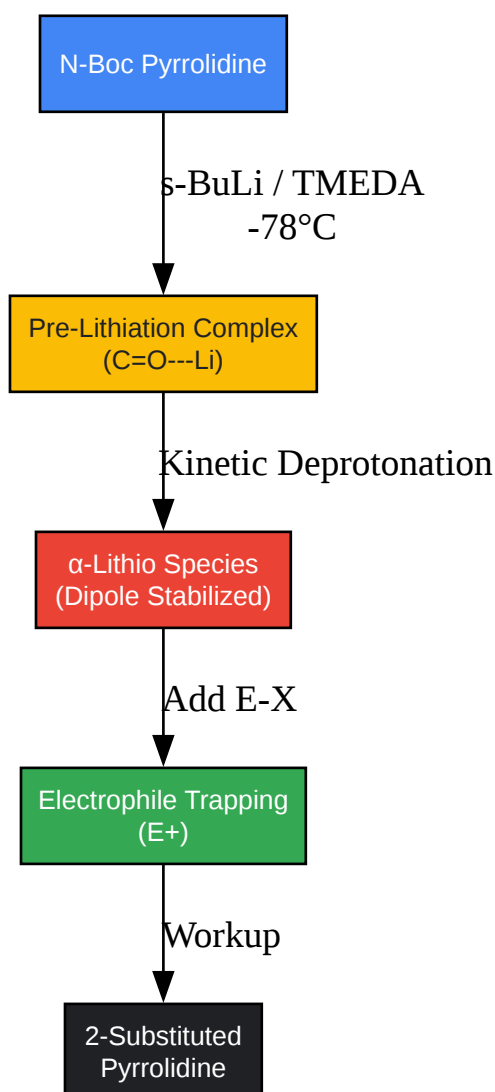 N-Boc Pyrrolidine
s-BuLi / TMEDA
-78°C
Pre-Lithiation Complex
(C=O---Li)
Kinetic Deprotonation
α-Lithio Species
(Dipole Stabilized)
Add E-X
Electrophile Trapping
(E+)
Workup
2-Substituted
Pyrrolidine